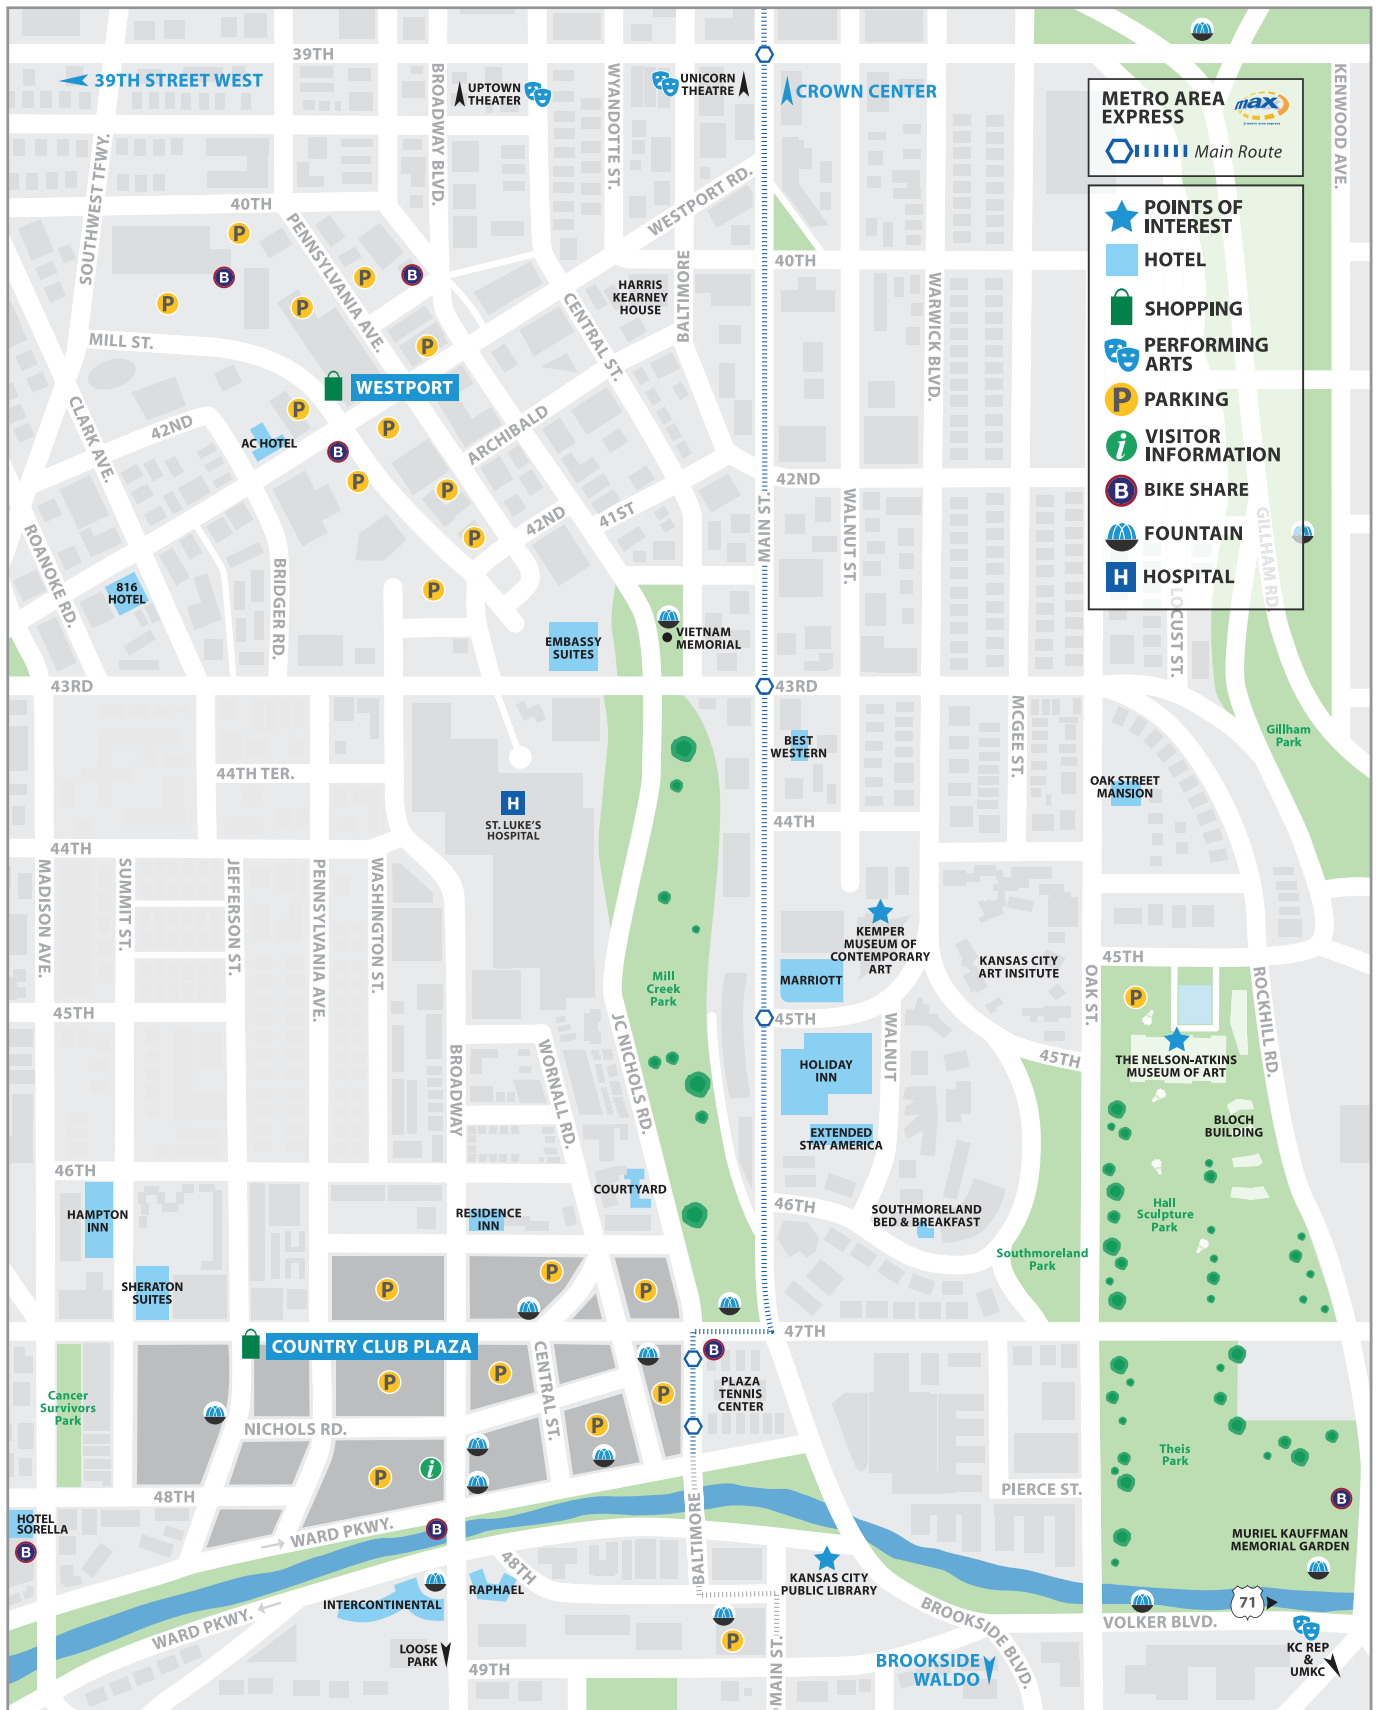 39TH
39TH STREET WEST
BROADWAY BLVD.
UPTOWN
THEATER
WYANDOTTE ST.
UNICORN
THEATRE
CROWN CENTER
KENWOOD AVE.
METRO AREA
EXPRESS
max
Main Route
POINTS OF
INTEREST
HOTEL
SHOPPING
PERFORMING
ARTS
P
PARKING
i
VISITOR
INFORMATION
B
BIKE SHARE
FOUNTAIN
H
HOSPITAL
SOUTHWEST TFWY.
40TH
PENNSYLVANIA AVE.
WESTPORT RD.
40TH
P
B
P
B
P
P
P
HARRIS
KEARNEY
HOUSE
BALTIMORE
CENTRAL ST.
WARWICK BLVD.
MILL ST.
WESTPORT
CLARK AVE.
42ND
P
P
AC HOTEL
B
ARCHIBALD
P
P
P
P
42ND
41ST
42ND
MAIN ST.
WALNUT ST.
GILLHAM RD.
LOCUST ST.
ROANOKE RD.
816
HOTEL
BRIDGER RD.
EMBASSY
SUITES
VIETNAM
MEMORIAL
43RD
43RD
MCGEE ST.
Gillham
Park
BEST
WESTERN
OAK STREET
MANSION
44TH TER.
H
ST. LUKE'S
HOSPITAL
44TH
44TH
MADISON AVE.
SUMMIT ST.
JEFFERSON ST.
PENNSYLVANIA AVE.
WASHINGTON ST.
KEMPER
MUSEUM OF
CONTEMPORARY
ART
KANSAS CITY
ART INSITUTE
MARRIOTT
Mill
Creek
Park
45TH
OAK ST.
ROCKHILL RD.
P
45TH
45TH
JC NICHOLS RD.
WALNUT
45TH
THE NELSON-ATKINS
MUSEUM OF ART
BROADWAY
WORNALL RD.
HOLIDAY
INN
EXTENDED
STAY AMERICA
BLOCH
BUILDING
46TH
COURTYARD
46TH
HAMPTON
INN
RESIDENCE
INN
SOUTHMORELAND
BED & BREAKFAST
Hall
Sculpture
Park
Southmoreland
Park
SHERATON
SUITES
P
P
P
47TH
COUNTRY CLUB PLAZA
CENTRAL ST.
B
P
P
P
P
PLAZA
TENNIS
CENTER
Cancer
Survivors
Park
NICHOLS RD.
i
P
Theis
Park
48TH
PIERCE ST.
HOTEL
SORELLA
B
WARD PKWY.
B
BALTIMORE
B
MURIEL KAUFFMAN
MEMORIAL GARDEN
48TH
KANSAS CITY
PUBLIC LIBRARY
INTERCONTINENTAL
RAPHAEL
71
WARD PKWY.
BROOKSIDE BLVD.
VOLKER BLVD.
LOOSE
PARK
P
49TH
MAIN ST.
BROOKSIDE
WALDO
KC REP
&
UMKC